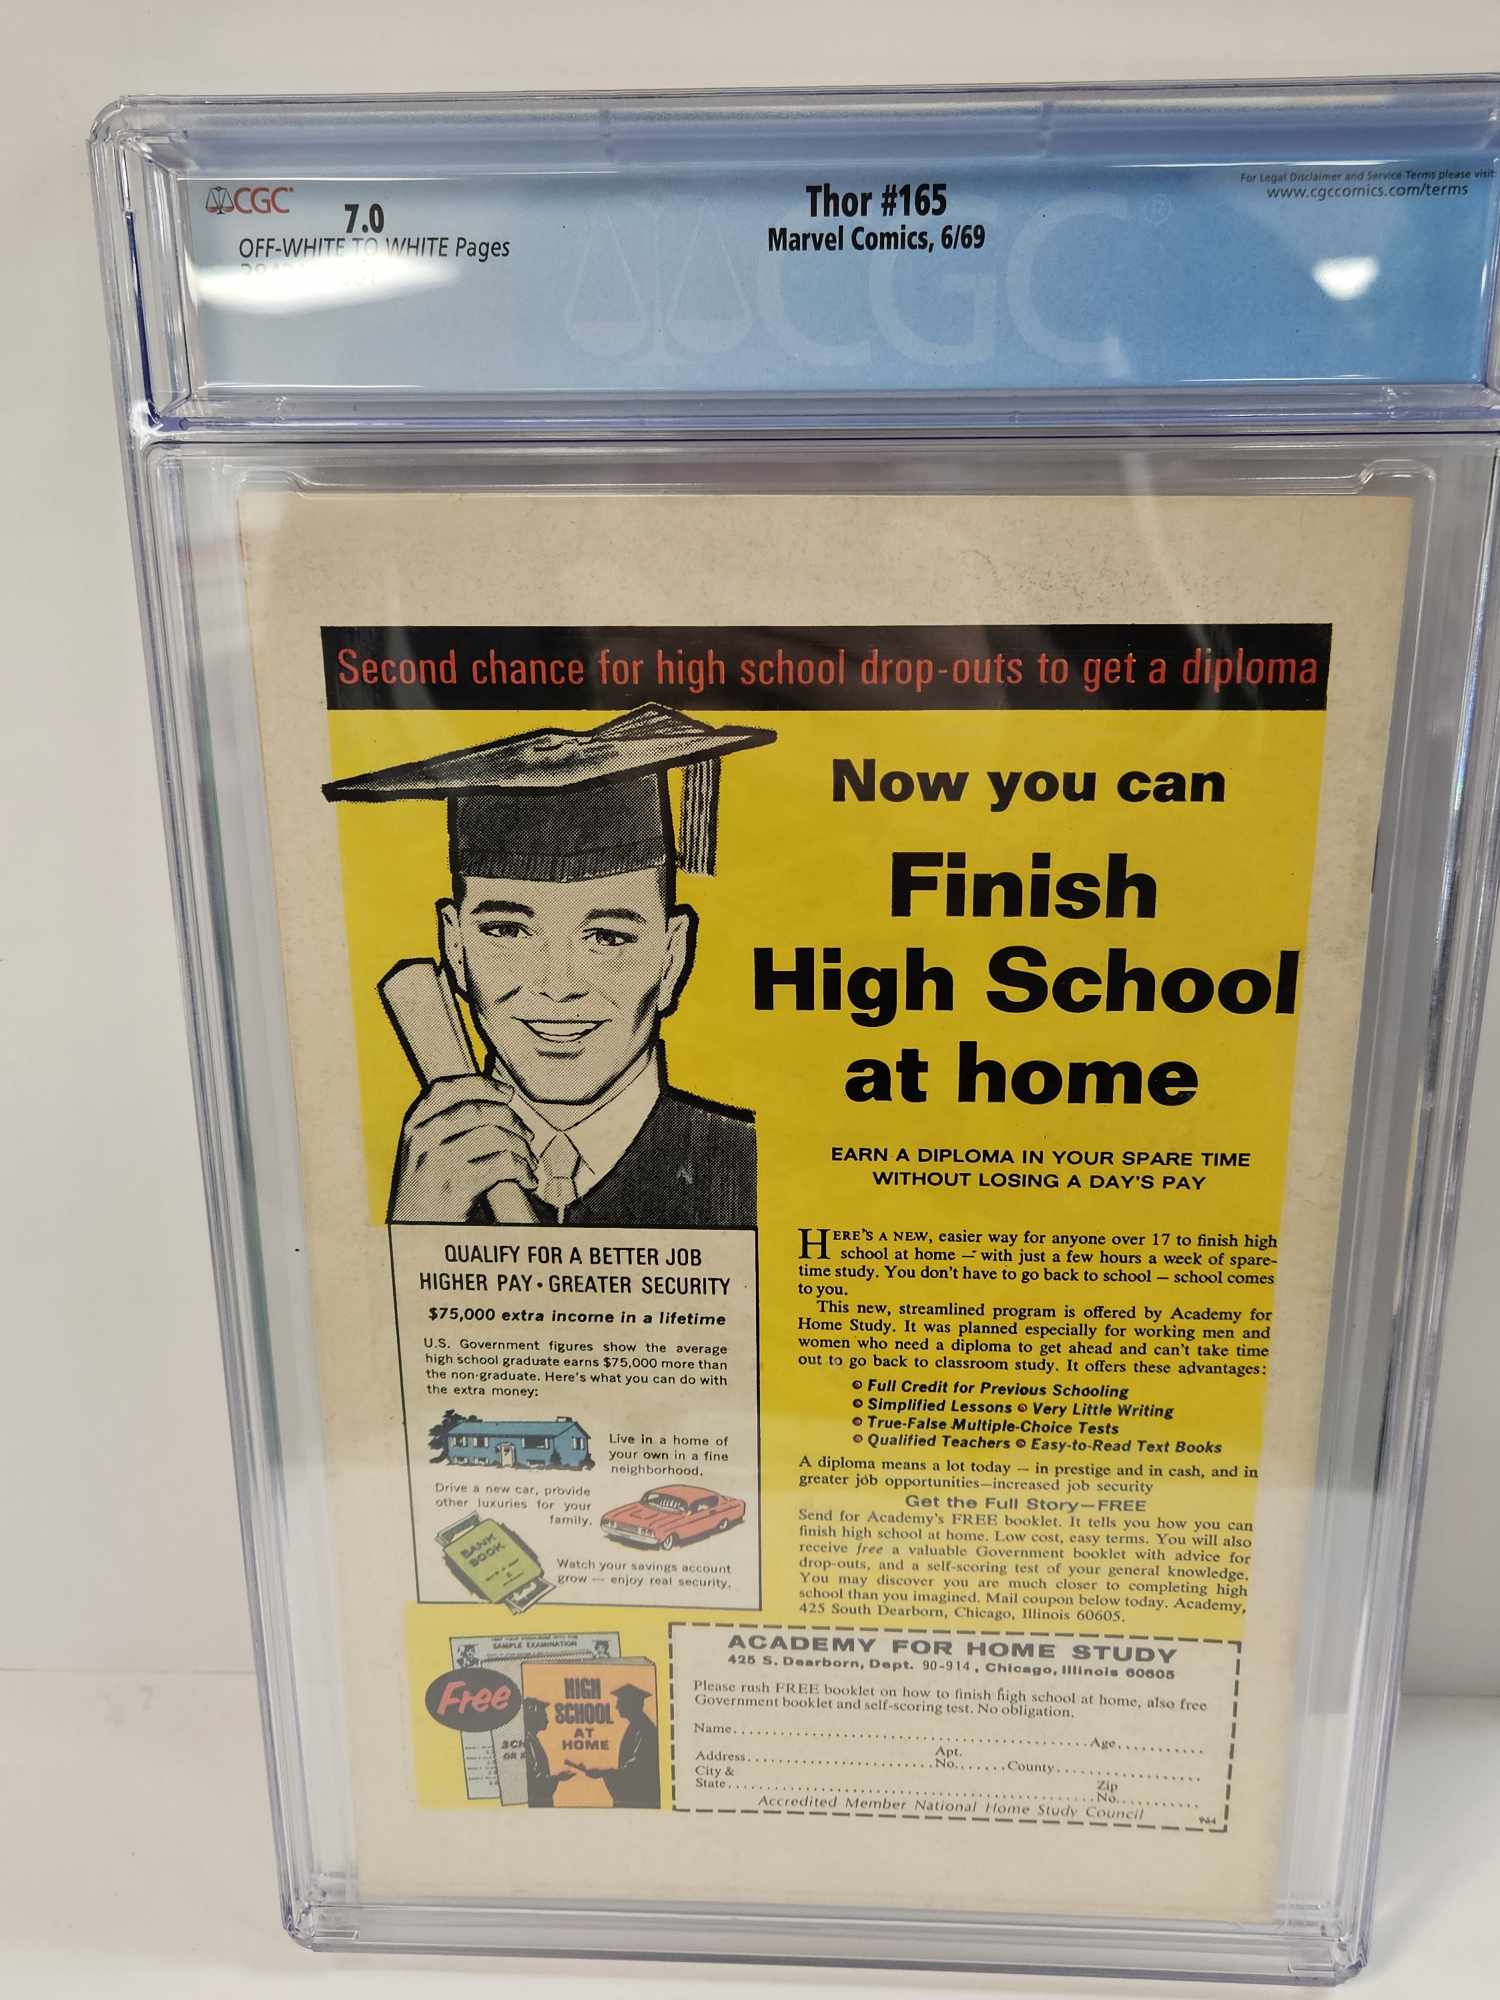 CGC
7.0
OFF-WHITE TO WHITE Pages
Thor #165
Marvel Comics, 6/69
For Legal Disclaimer and Service Terms please visit:
www.cgccomics.com/terms
CGC
Second chance for high school drop-outs to get a diploma
Now you can
Finish
High School
at home
EARN A DIPLOMA IN YOUR SPARE TIME
WITHOUT LOSING A DAY'S PAY
QUALIFY FOR A BETTER JOB
HIGHER PAY • GREATER SECURITY
$75,000 extra income in a lifetime
U.S. Government figures show the average
high school graduate earns $75,000 more than
the non-graduate. Here's what you can do with
the extra money:
Live in a home of
your own in a fine
neighborhood.
Drive a new car, provide
other luxuries for your
family.
BANK
BOOK
Watch your savings account
grow — enjoy real security.
HERE'S A NEW, easier way for anyone over 17 to finish high
school at home — with just a few hours a week of spare-
time study. You don't have to go back to school — school comes
to you.
This new, streamlined program is offered by Academy for
Home Study. It was planned especially for working men and
women who need a diploma to get ahead and can't take time
out to go back to classroom study. It offers these advantages:
Full Credit for Previous Schooling
Simplified Lessons Very Little Writing
True-False Multiple-Choice Tests
Qualified Teachers Easy-to-Read Text Books
A diploma means a lot today — in prestige and in cash, and in
greater job opportunities—increased job security
Get the Full Story—FREE
Send for Academy's FREE booklet. It tells you how you can
finish high school at home. Low cost, easy terms. You will also
receive free a valuable Government booklet with advice for
drop-outs, and a self-scoring test of your general knowledge.
You may discover you are much closer to completing high
school than you imagined. Mail coupon below today. Academy,
425 South Dearborn, Chicago, Illinois 60605.
SAMPLE EXAMINATION
Free
HIGH
SCHOOL
AT
HOME
ACADEMY FOR HOME STUDY
425 S. Dearborn, Dept. 90-914, Chicago, Illinois 60605
Please rush FREE booklet on how to finish high school at home, also free
Government booklet and self-scoring test. No obligation.
Name Age
Address Apt. No. County
City &
State Zip No.
Accredited Member National Home Study Council
964